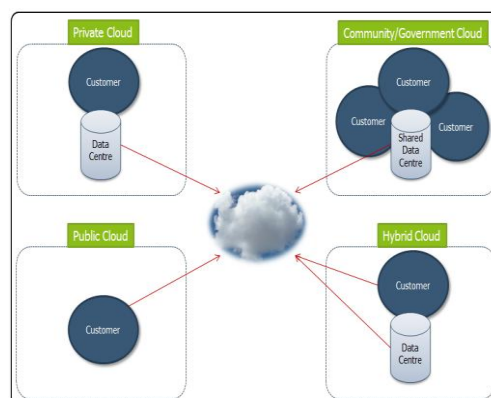 Private Cloud
Customer
Data
Centre
Community/Government Cloud
Customer
Customer
Customer
Shared
Data
Centre
Public Cloud
Customer
Hybrid Cloud
Customer
Data
Centre